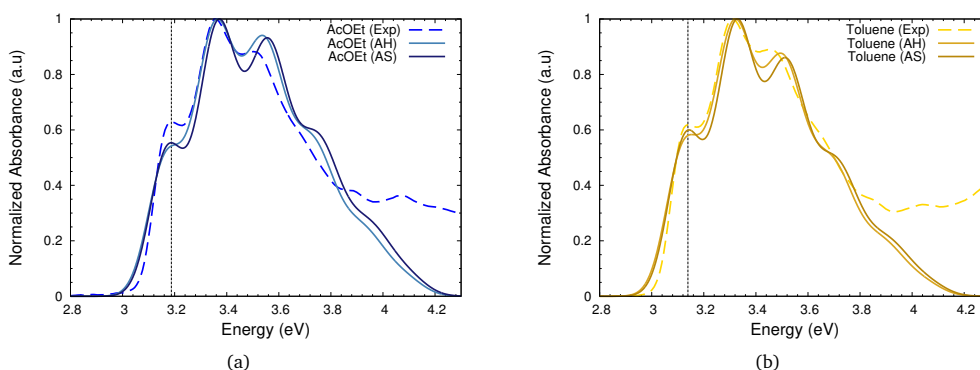 AcOEt (Exp)
AcOEt (AH)
AcOEt (AS)
Normalized Absorbance (a.u)
1
0.8
0.6
0.4
0.2
0
2.8 3 3.2 3.4 3.6 3.8 4 4.2
Energy (eV)
(a)
Toluene (Exp)
Toluene (AH)
Toluene (AS)
Normalized Absorbance (a.u)
1
0.8
0.6
0.4
0.2
0
2.8 3 3.2 3.4 3.6 3.8 4 4.2
Energy (eV)
(b)